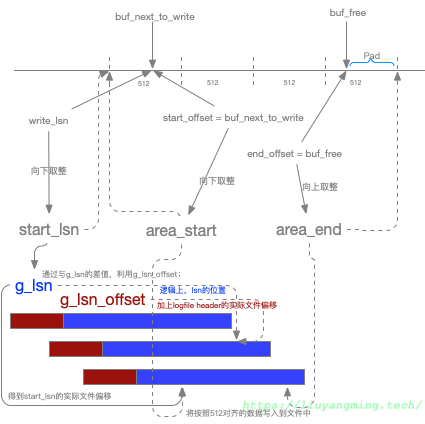 buf_next_to_write
buf_free
Pad
512
512
512
512
write_lsn
start_offset = buf_next_to_write
end_offset = buf_free
向下取整
向下取整
向上取整
start_lsn
area_start
area_end
通过与g_lsn的差值，利用g_lsn_offset；
g_lsn
逻辑上，lsn的位置
g_lsn_offset
加上logfile header的实际文件偏移
得到start_lsn的实际文件偏移
https://liuyangming.tech/
将按照512对齐的数据写入到文件中